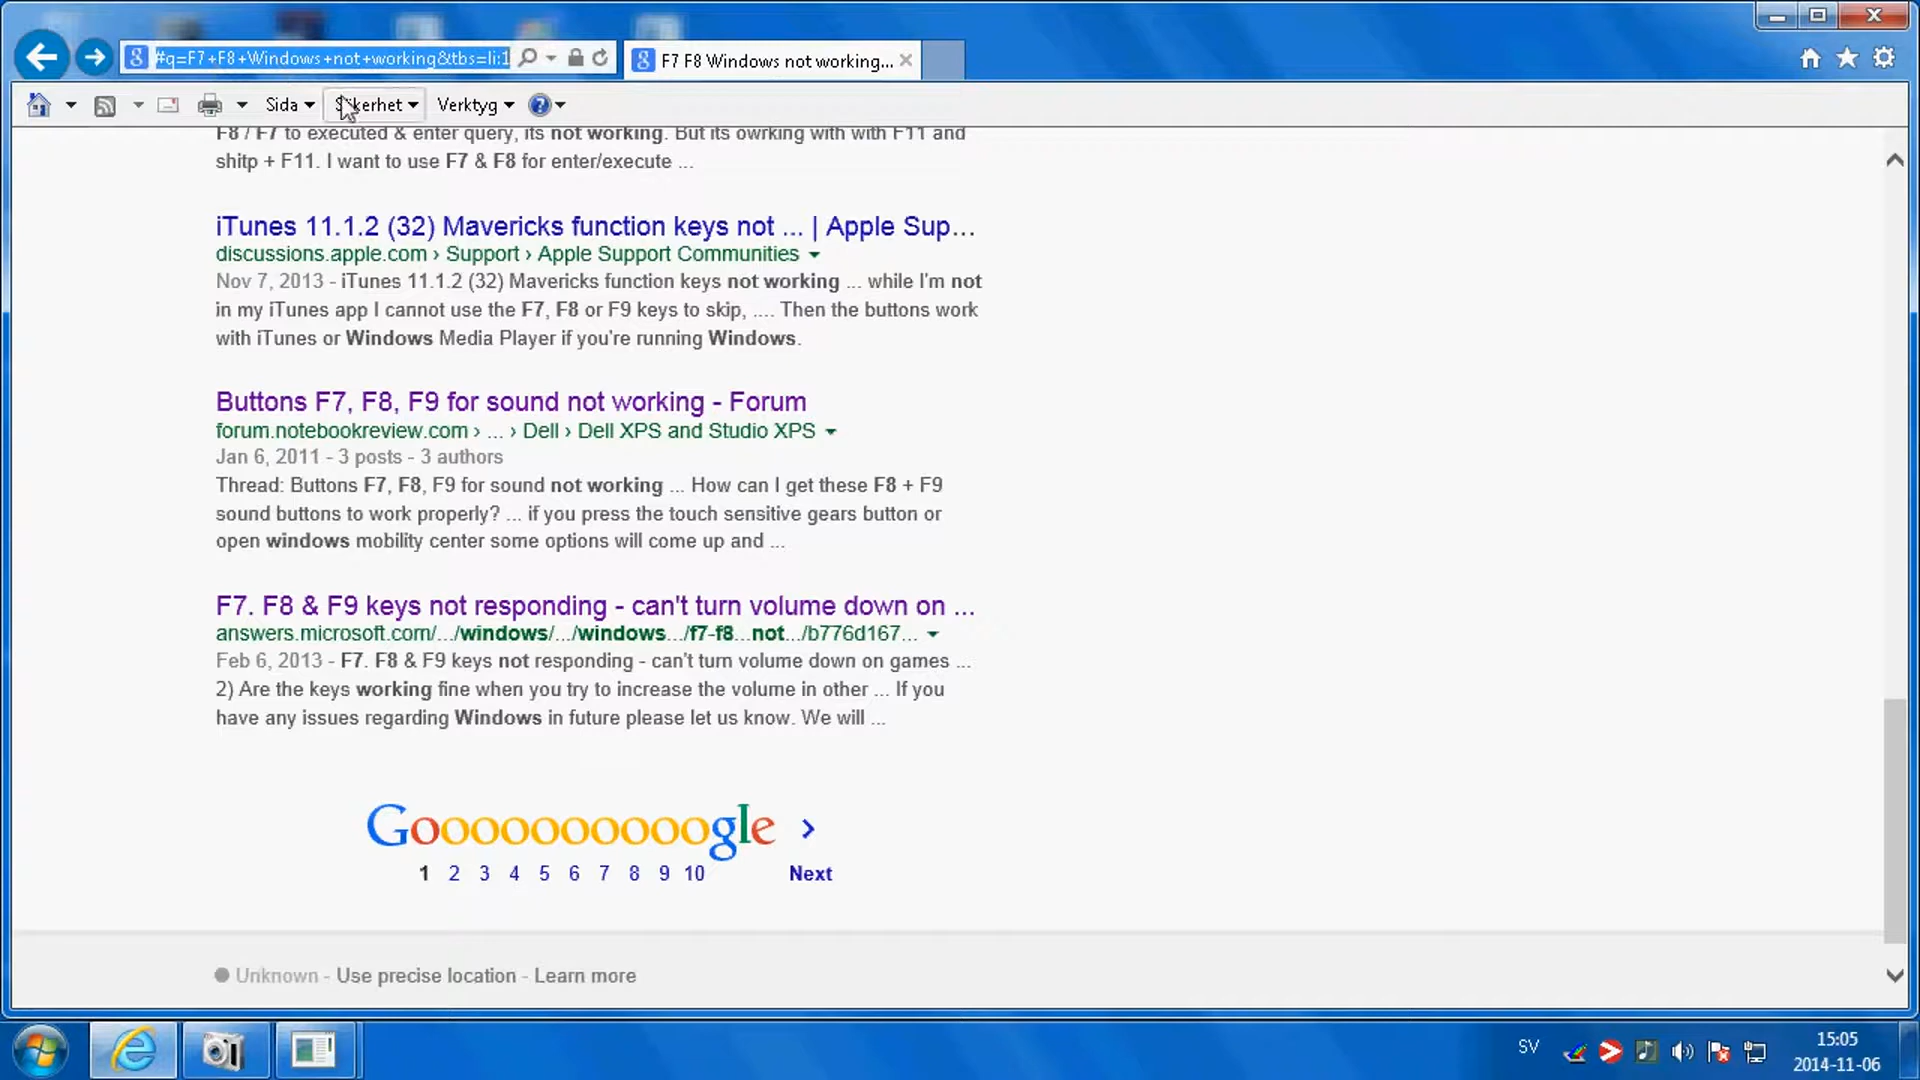 #q=F7+F8+Windows+not+working&tbs=li:1
F7 F8 Windows not working...
Sida
Säkerhet
Verktyg
F8 / F7 to executed & enter query, its not working. But its owrking with with F11 and
shitp + F11. I want to use F7 & F8 for enter/execute ...
iTunes 11.1.2 (32) Mavericks function keys not ... | Apple Sup...
discussions.apple.com › Support › Apple Support Communities
Nov 7, 2013 - iTunes 11.1.2 (32) Mavericks function keys not working ... while I'm not
in my iTunes app I cannot use the F7, F8 or F9 keys to skip, .... Then the buttons work
with iTunes or Windows Media Player if you're running Windows.
Buttons F7, F8, F9 for sound not working - Forum
forum.notebookreview.com › ... › Dell › Dell XPS and Studio XPS
Jan 6, 2011 - 3 posts - 3 authors
Thread: Buttons F7, F8, F9 for sound not working ... How can I get these F8 + F9
sound buttons to work properly? ... if you press the touch sensitive gears button or
open windows mobility center some options will come up and ...
F7. F8 & F9 keys not responding - can't turn volume down on ...
answers.microsoft.com/.../windows/.../windows.../f7-f8...not.../b776d167...
Feb 6, 2013 - F7. F8 & F9 keys not responding - can't turn volume down on games ...
2) Are the keys working fine when you try to increase the volume in other ... If you
have any issues regarding Windows in future please let us know. We will ...
Goooooooooogle
1 2 3 4 5 6 7 8 9 10 Next
Unknown - Use precise location - Learn more
SV
15:05
2014-11-06